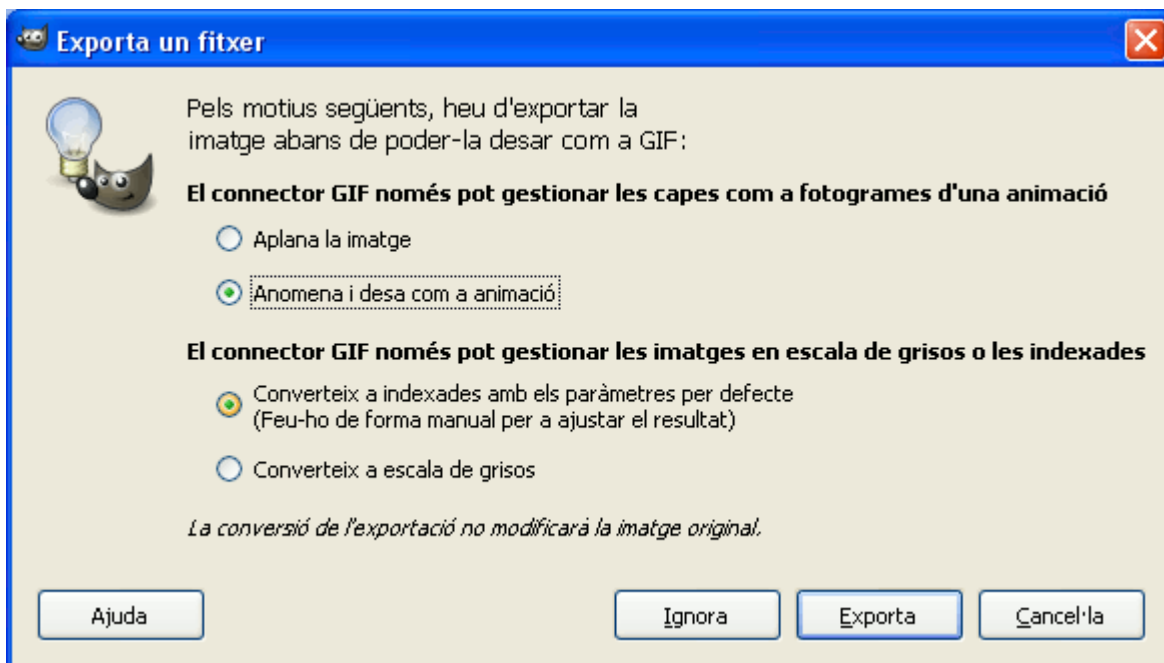 Exporta un fitxer
Pels motius següents, heu d'exportar la
imatge abans de poder-la desar com a GIF:
El connector GIF només pot gestionar les capes com a fotogrames d'una animació
Aplana la imatge
Anomena i desa com a animació
El connector GIF només pot gestionar les imatges en escala de grisos o les indexades
Converteix a indexades amb els paràmetres per defecte
(Feu-ho de forma manual per a ajustar el resultat)
Converteix a escala de grisos
La conversió de l'exportació no modificarà la imatge original.
Ajuda
Ignora
Exporta
Cancel·la